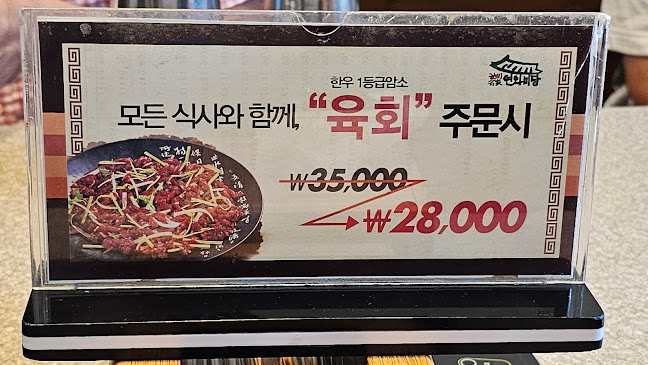 한우 1등급암소
모든 식사와 함께, “육회” 주문시
₩35,000
₩28,000